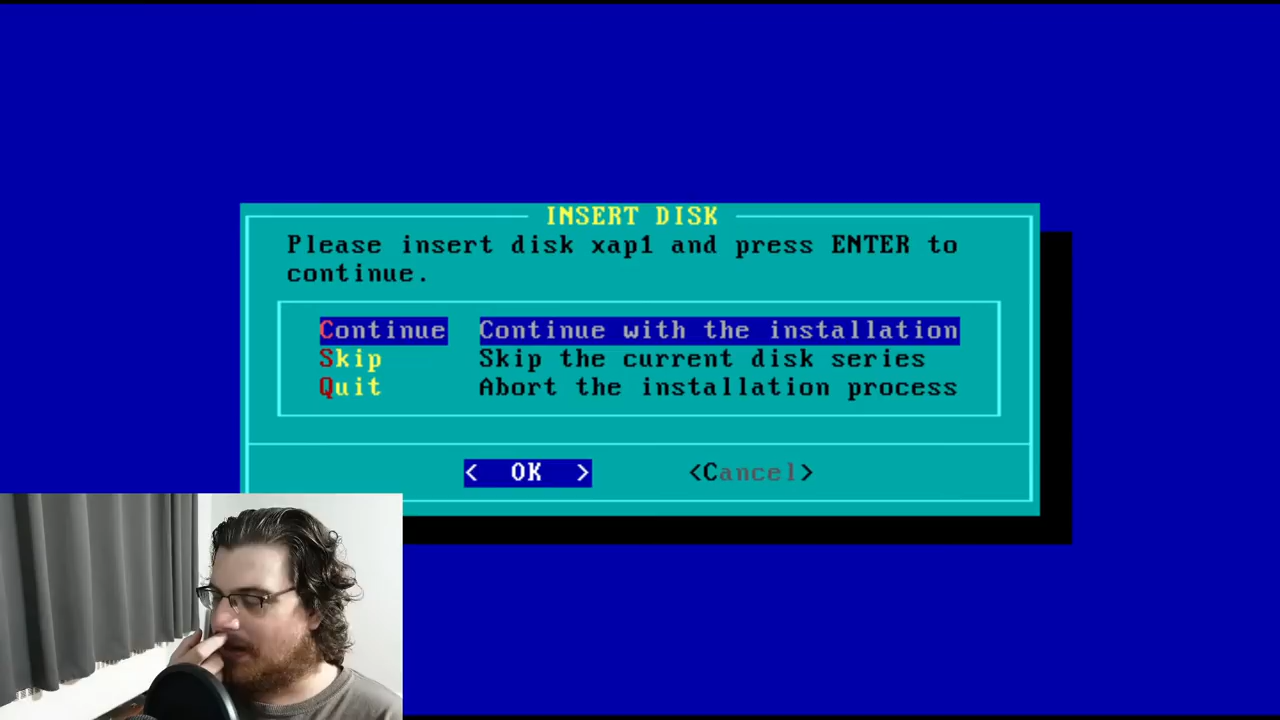 INSERT DISK
Please insert disk xap1 and press ENTER to
continue.
Continue Continue with the installation
Skip Skip the current disk series
Quit Abort the installation process
< OK > <Cancel>